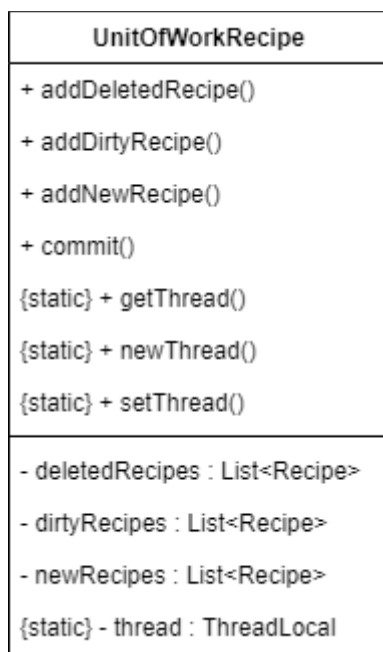 UnitOfWorkRecipe
+ addDeletedRecipe()
+ addDirtyRecipe()
+ addNewRecipe()
+ commit()
{static} + getThread()
{static} + newThread()
{static} + setThread()
- deletedRecipes : List<Recipe>
- dirtyRecipes : List<Recipe>
- newRecipes : List<Recipe>
{static} - thread : ThreadLocal